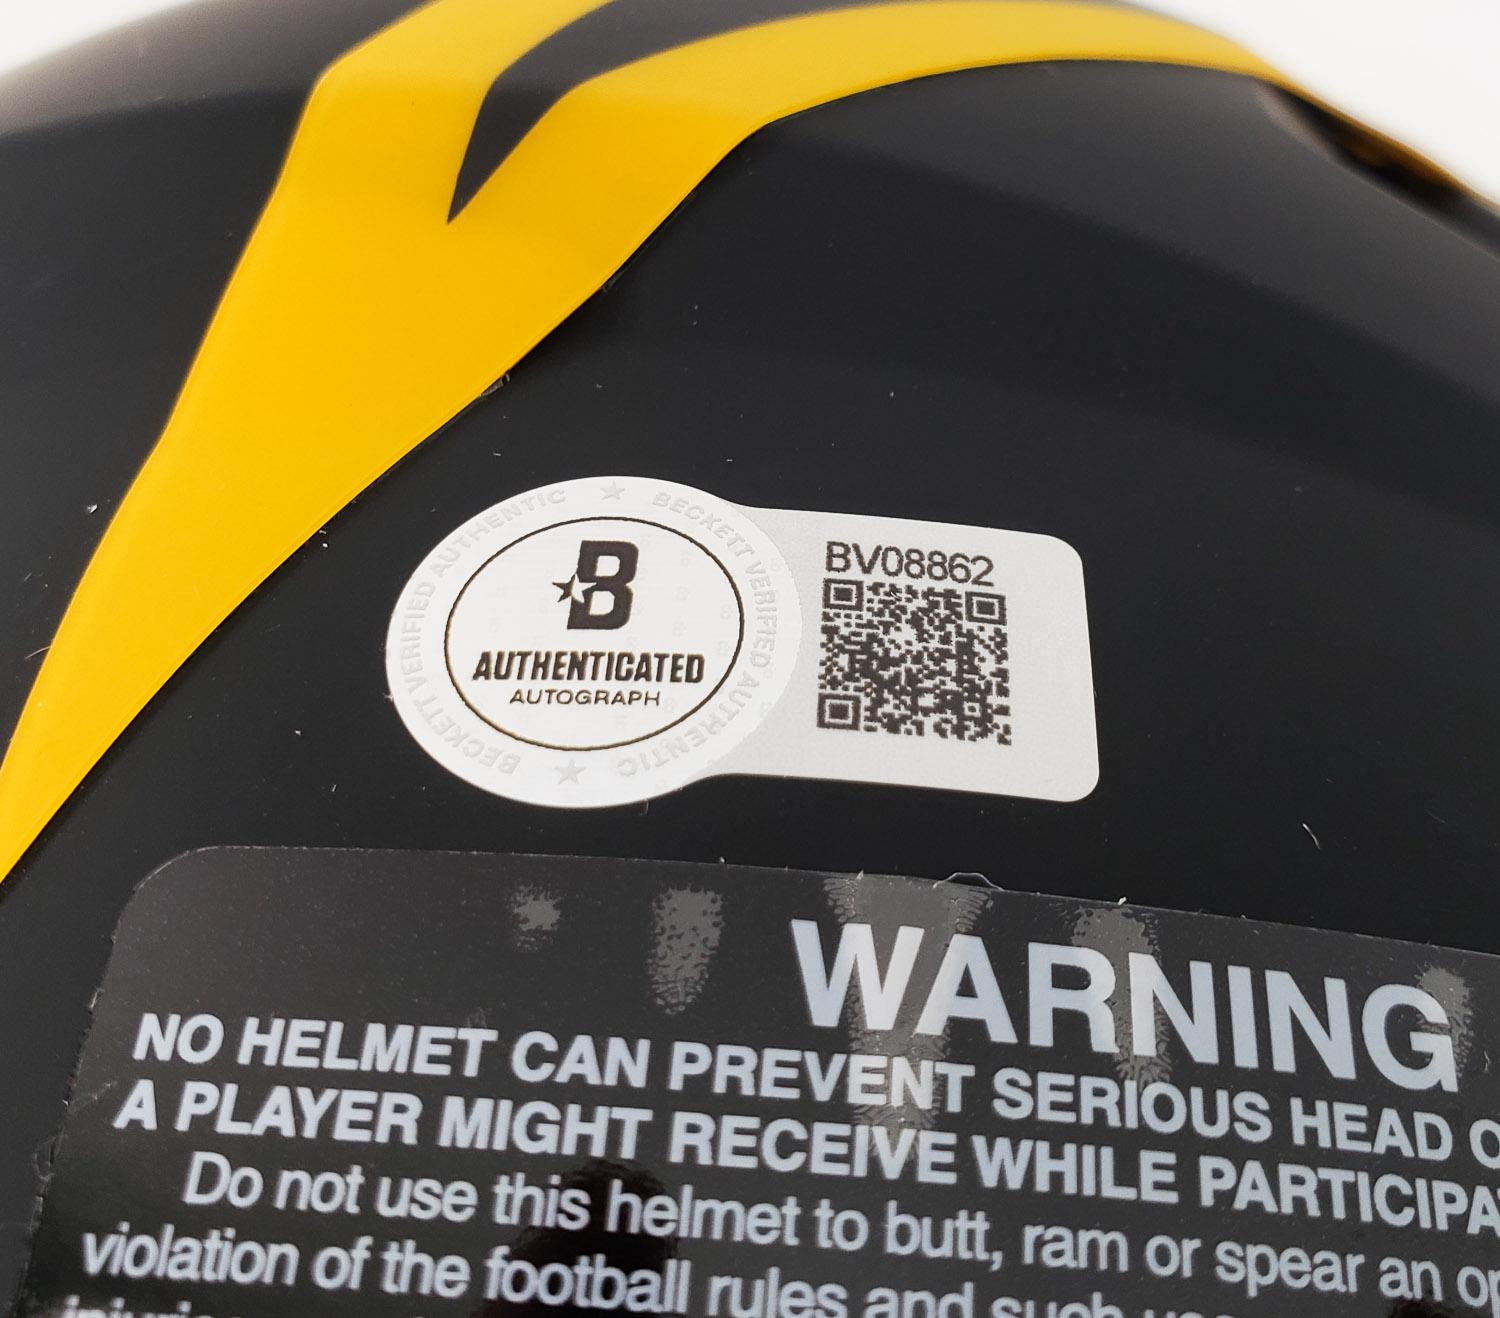 BECKETT VERIFIED AUTHENTIC ★ BECKETT VERIFIED AUTHENTIC ★
B
AUTHENTICATED
AUTOGRAPH
BV08862
WARNING
NO HELMET CAN PREVENT SERIOUS HEAD
A PLAYER MIGHT RECEIVE WHILE
Do not use this helmet to butt, ram or spear an
violation of the football rules and such